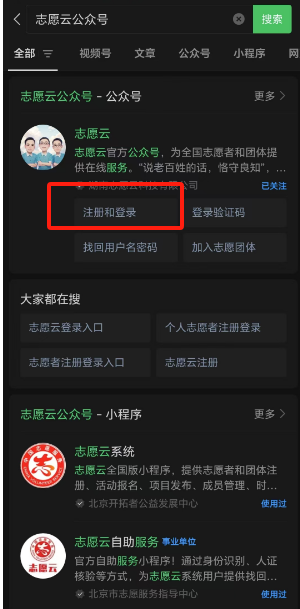 志愿云公众号
搜索
全部 视频号 文章 公众号 小程序 网
志愿云公众号 - 公众号 更多
志愿云
志愿云官方公众号，为全国志愿者和团体提
供在线服务。“说老百姓的话，恪守良知”，...
湖南志愿云科技有限公司 已关注
注册和登录 登录验证码
找回用户名密码 加入志愿团体
大家都在搜
志愿云登录入口 个人志愿者注册登录
志愿者注册登录入口 志愿云注册
志愿云公众号 - 小程序 更多
志愿云系统
志愿云全国版小程序，提供志愿者和团体注
册、活动报名、项目发布、成员管理、时...
北京开拓者公益发展中心 使用过
志愿云自助服务 事业单位
官方自助小程序！通过身份识别、人证
核验等方式，为志愿云系统用户提供找回...
北京市志愿服务指导中心 使用过